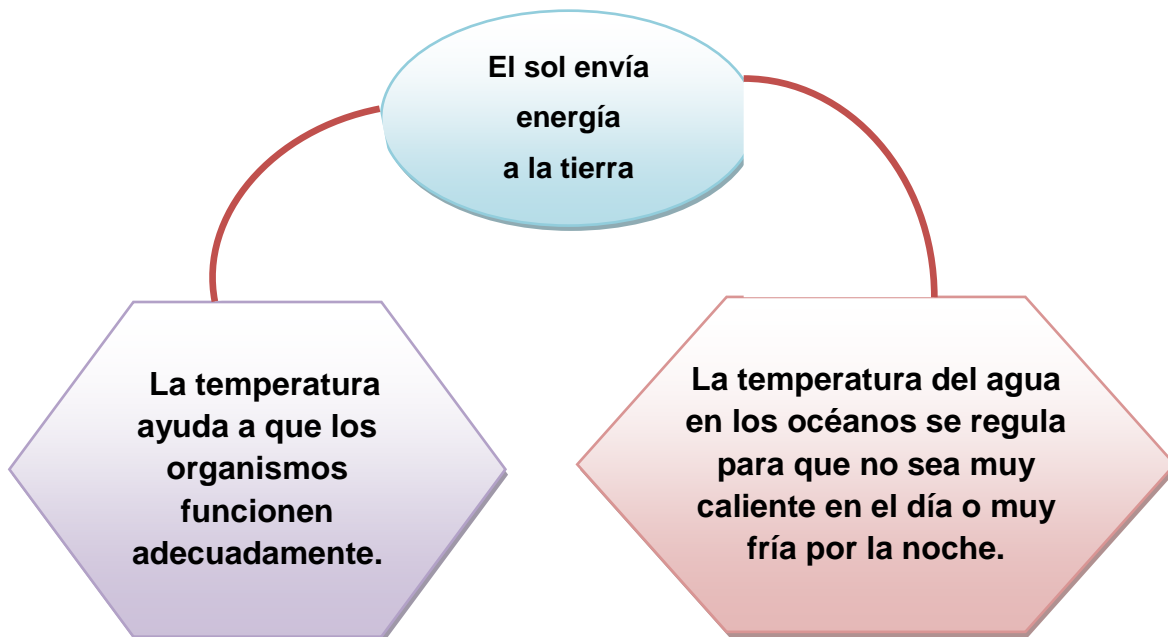 El sol envía
energía
a la tierra
La temperatura
ayuda a que los
organismos
funcionen
adecuadamente.
La temperatura del agua
en los océanos se regula
para que no sea muy
caliente en el día o muy
fría por la noche.